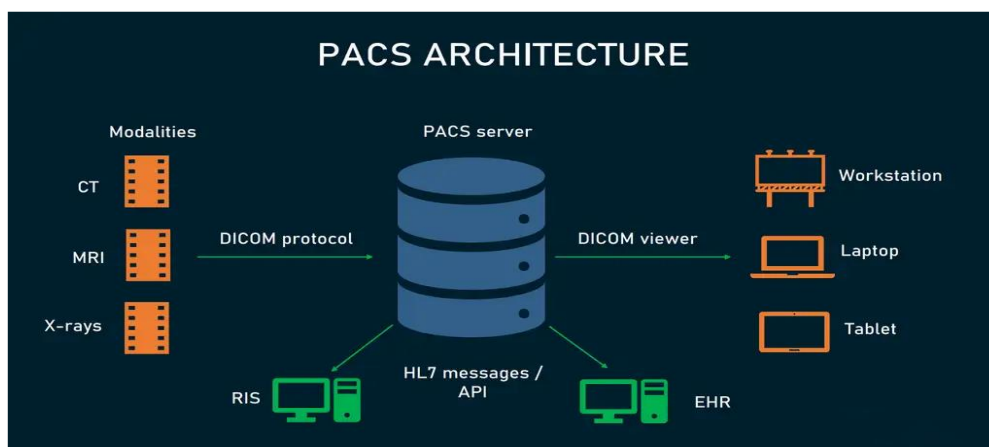 PACS ARCHITECTURE
Modalities
PACS server
CT
Workstation
DICOM protocol
DICOM viewer
MRI
Laptop
X-rays
Tablet
HL7 messages /
API
RIS
EHR